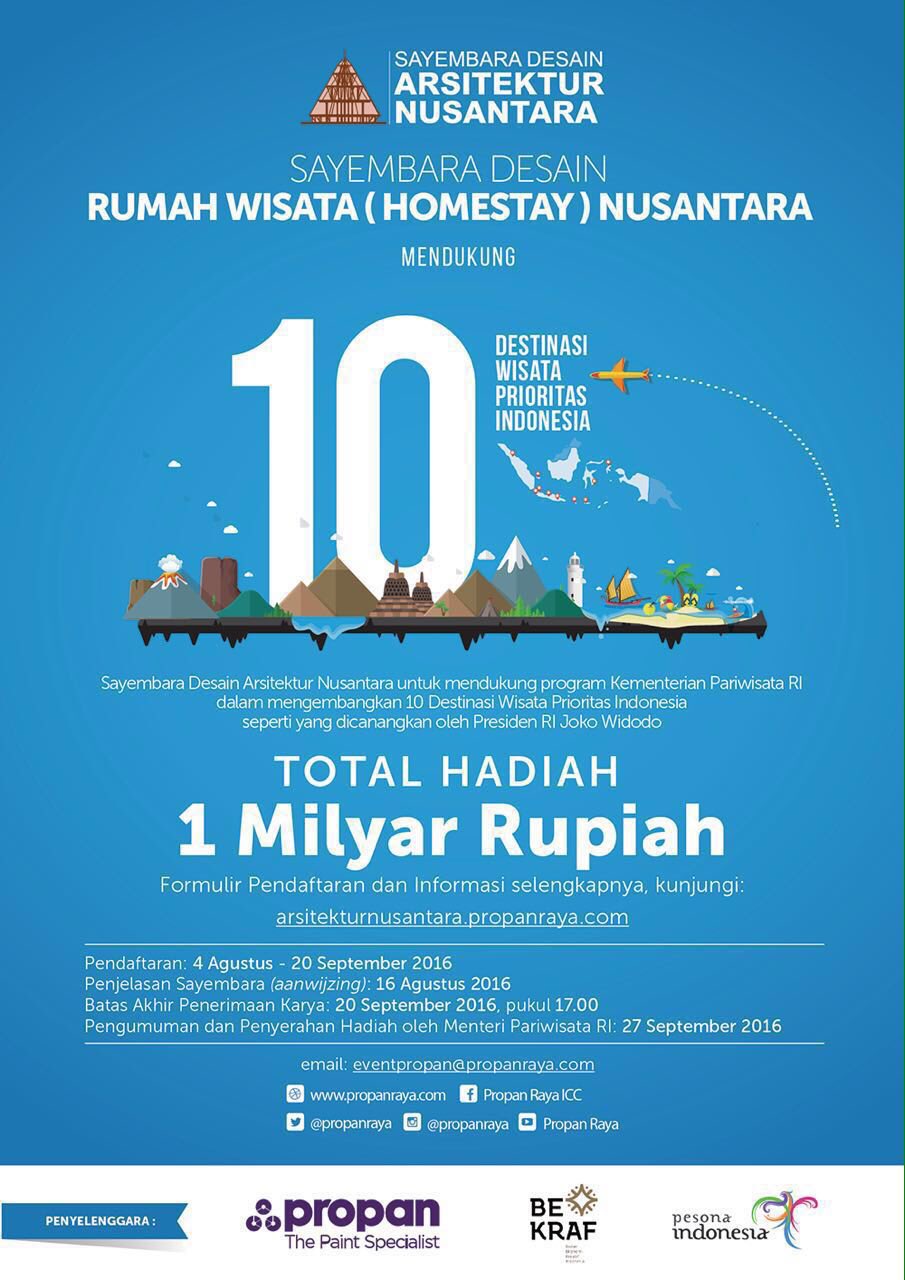 SAYEMBARA DESAIN
ARSITEKTUR
NUSANTARA
SAYEMBARA DESAIN
RUMAH WISATA ( HOMESTAY ) NUSANTARA
MENDUKUNG
10
DESTINASI
WISATA
PRIORITAS
INDONESIA
Sayembara Desain Arsitektur Nusantara untuk mendukung program Kementerian Pariwisata RI
dalam mengembangkan 10 Destinasi Wisata Prioritas Indonesia
seperti yang dicanangkan oleh Presiden RI Joko Widodo
TOTAL HADIAH
1 Milyar Rupiah
Formulir Pendaftaran dan Informasi selengkapnya, kunjungi:
arsitekturnusantara.propanraya.com
Pendaftaran: 4 Agustus - 20 September 2016
Penjelasan Sayembara (aanwijzing): 16 Agustus 2016
Batas Akhir Penerimaan Karya: 20 September 2016, pukul 17.00
Pengumuman dan Penyerahan Hadiah oleh Menteri Pariwisata RI: 27 September 2016
email: eventpropan@propanraya.com
www.propanraya.com Propan Raya ICC
@propanraya @propanraya Propan Raya
PENYELENGGARA :
propan
The Paint Specialist
BE
KRAF
pesona
indonesia